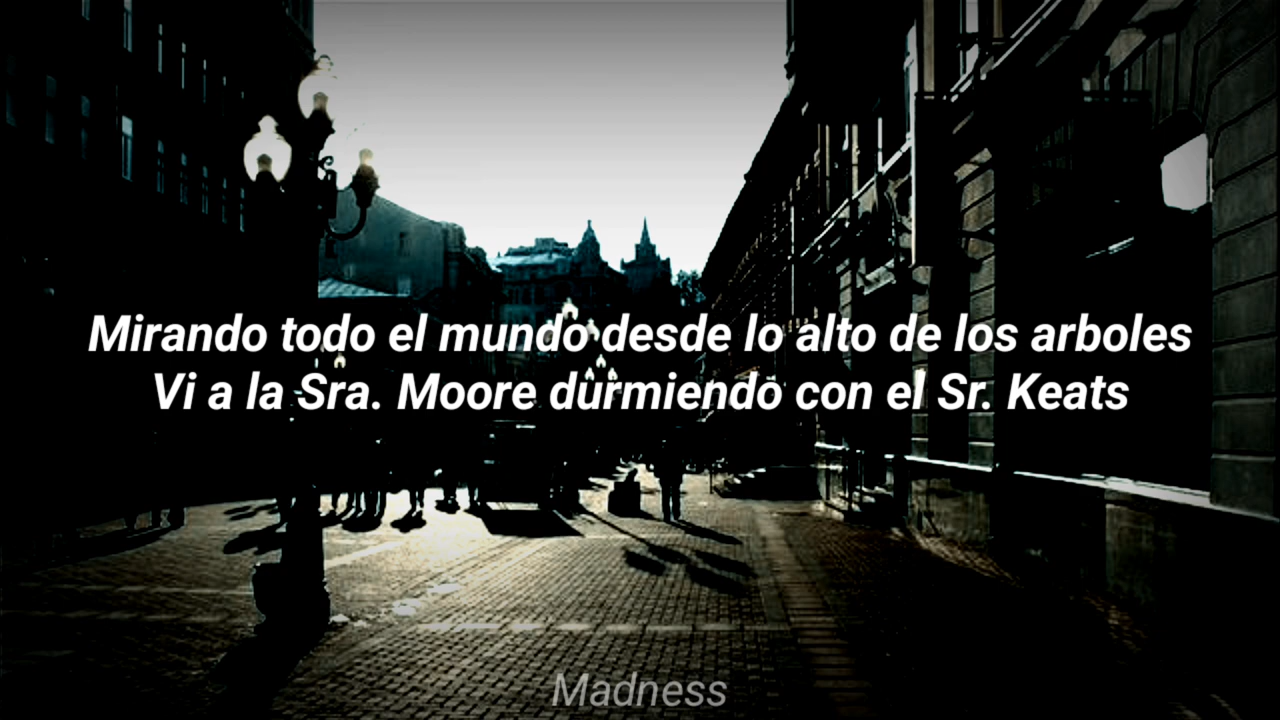 Mirando todo el mundo desde lo alto de los arboles
Vi a la Sra. Moore durmiendo con el Sr. Keats
Madness